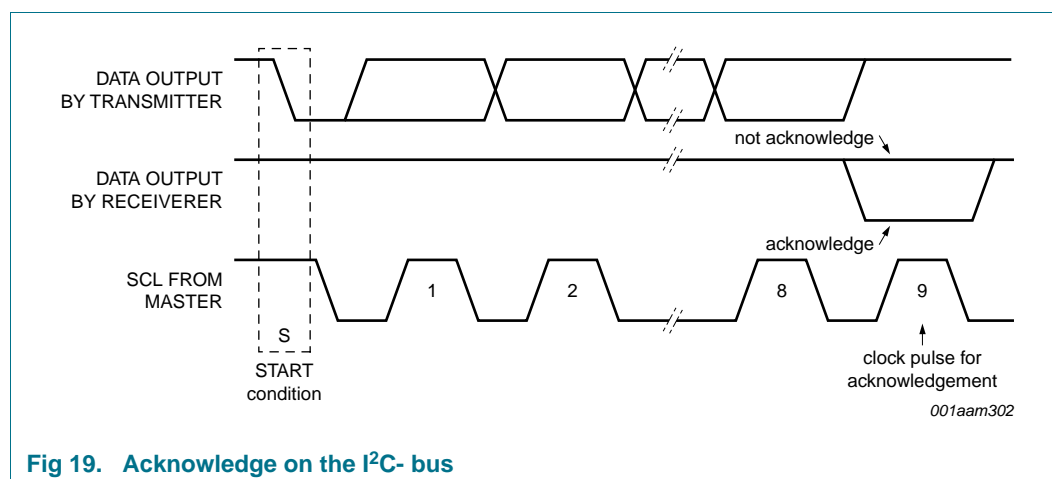 DATA OUTPUT
BY TRANSMITTER
not acknowledge
DATA OUTPUT
BY RECEIVERER
acknowledge
SCL FROM
MASTER
1
2
8
9
S
START
condition
clock pulse for
acknowledgement
001aam302
Fig 19. Acknowledge on the I²C- bus